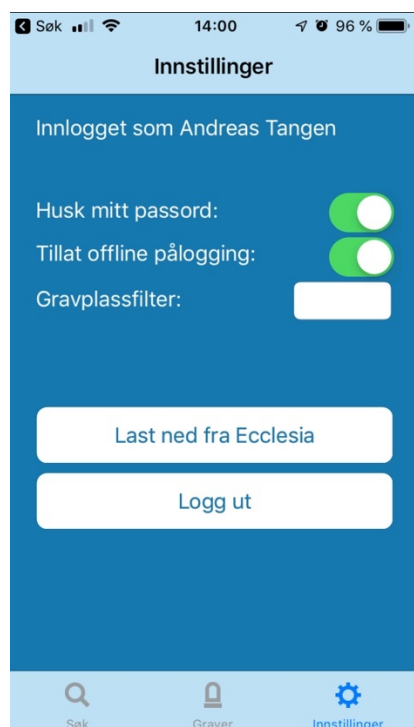 Søk 14:00 96 %
Innstillinger
Innlogget som Andreas Tangen
Husk mitt passord:
Tillat offline pålogging:
Gravplassfilter:
Last ned fra Ecclesia
Logg ut
Søk Graver Innstillinger